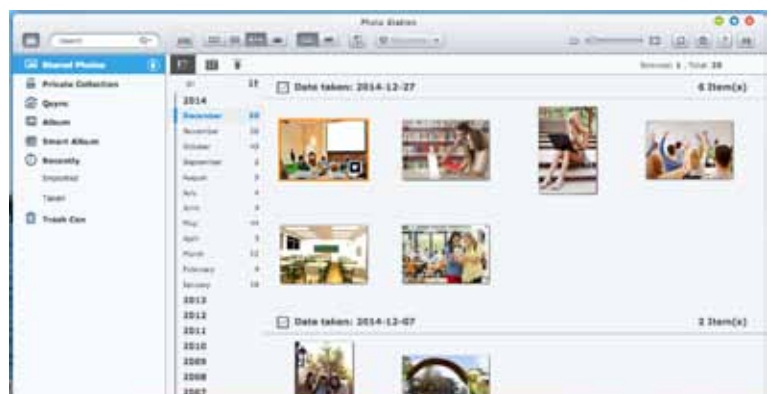 Photo Station
Search
Shared Photos
Private Collection
Qsync
Album
Smart Album
Recently
Imported
Taken
Trash Can
All
2014
December
November
October
September
August
July
June
May
April
March
February
January
2013
2012
2011
2010
2009
2008
2007
Date taken: 2014-12-27
6 Item(s)
Date taken: 2014-12-07
2 Item(s)